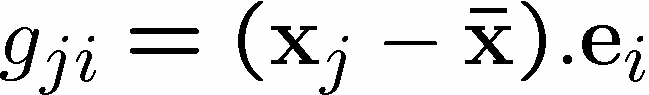 g_{ji} = (𝐱_j − 𝐱̄).𝐞_i